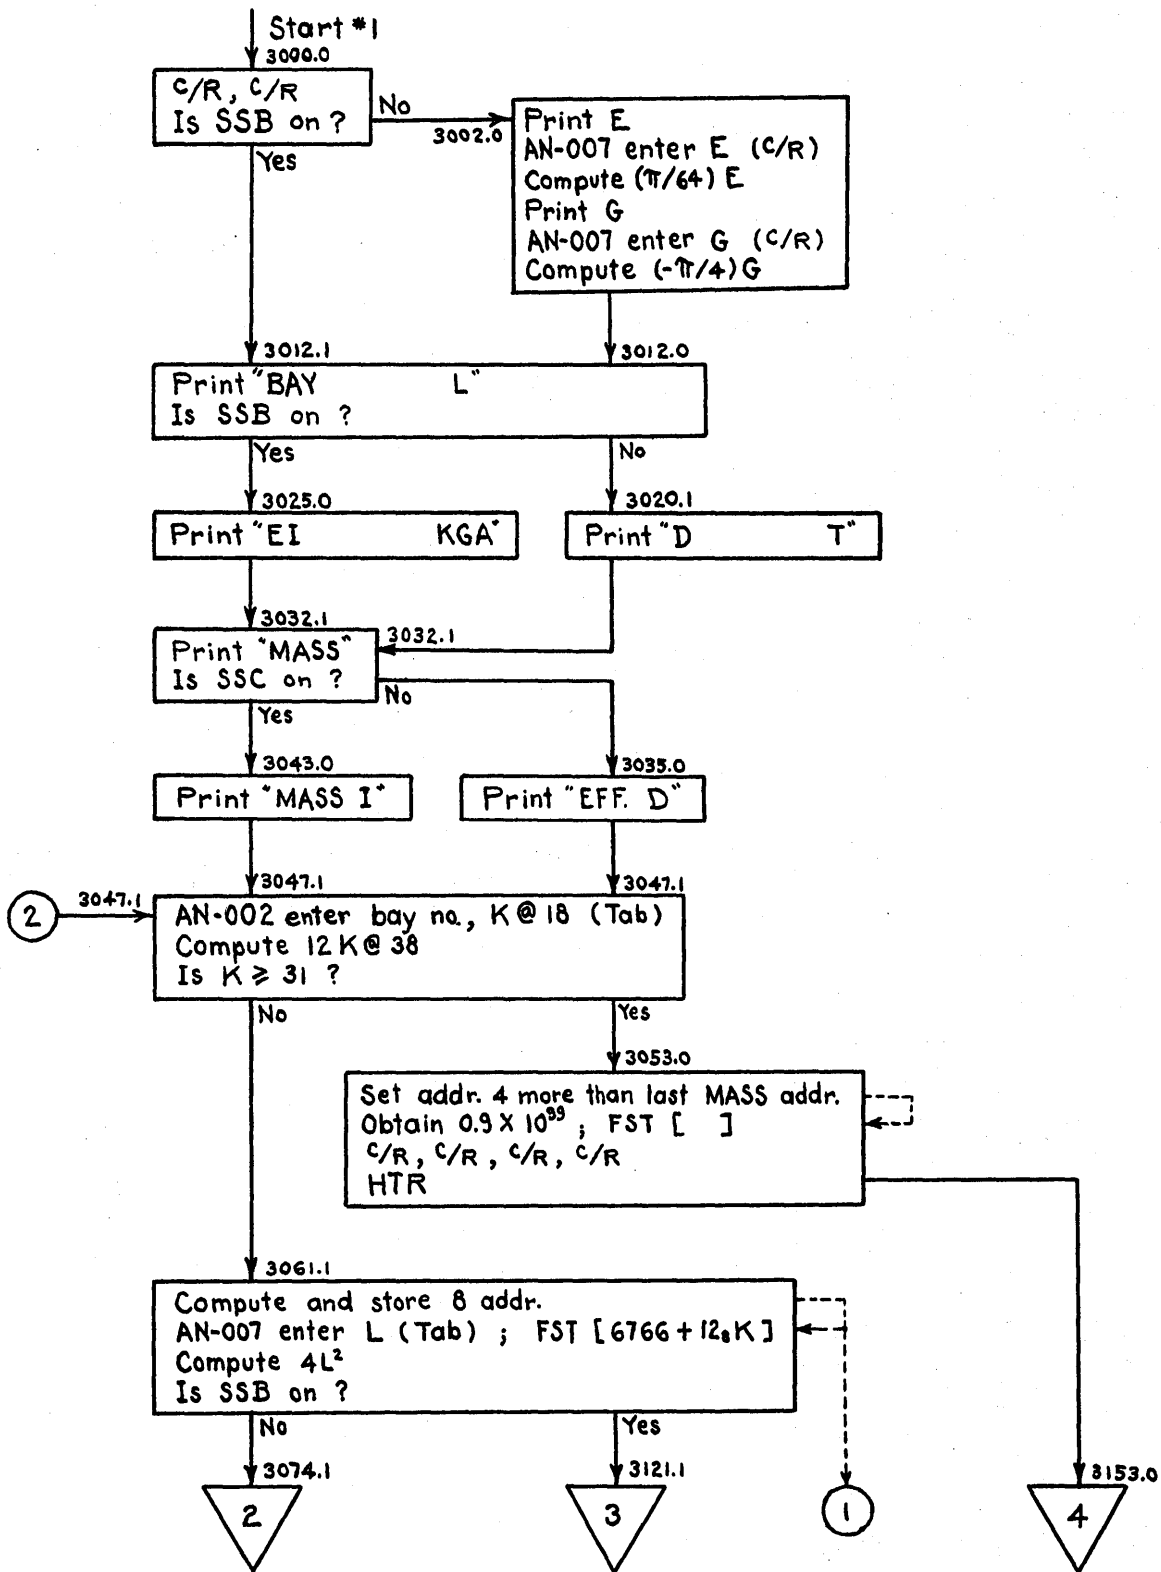 Start #1
3000.0
C/R, C/R
Is SSB on ?
No
3002.0
Yes
Print E
AN-007 enter E (C/R)
Compute (π/64) E
Print G
AN-007 enter G (C/R)
Compute (-π/4) G
3012.1
3012.0
Print "BAY L"
Is SSB on ?
Yes
No
3025.0
3020.1
Print "EI KGA"
Print "D T"
3032.1
3032.1
Print "MASS"
Is SSC on ?
No
Yes
3043.0
3035.0
Print "MASS I"
Print "EFF. D"
3047.1
3047.1
3047.1
2
AN-002 enter bay no., K@18 (Tab)
Compute 12K@38
Is K ≥ 31 ?
No
Yes
3053.0
Set addr. 4 more than last MASS addr.
Obtain 0.9 X 10³⁹ ; FST [ ]
C/R, C/R, C/R, C/R
HTR
3061.1
Compute and store 8 addr.
AN-007 enter L (Tab) ; FST [6766 + 12₈K]
Compute 4L²
Is SSB on ?
No
Yes
3074.1
3121.1
3153.0
2
3
1
4